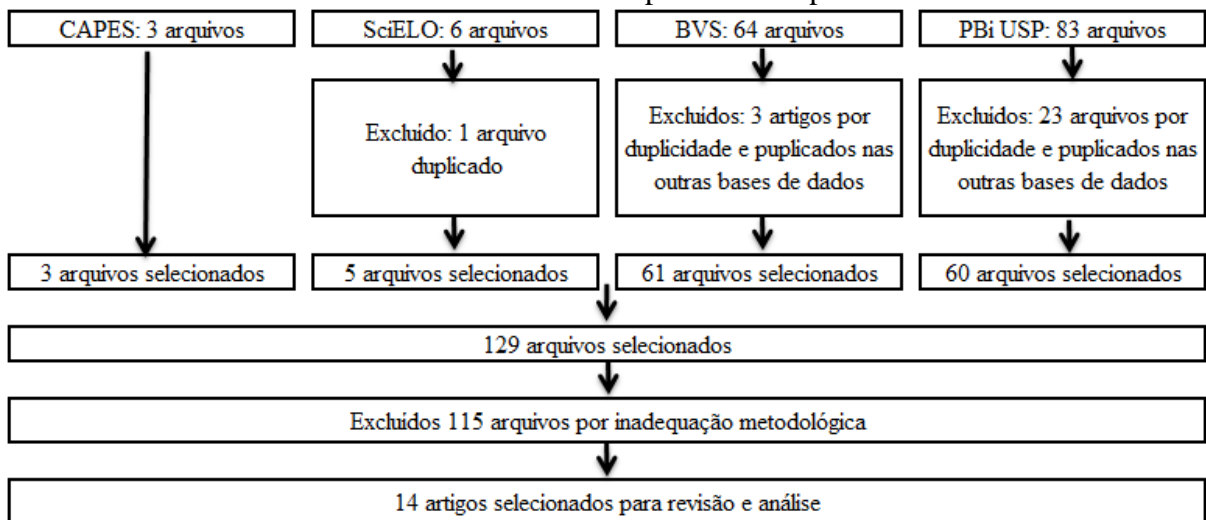 CAPES: 3 arquivos
SciELO: 6 arquivos
BVS: 64 arquivos
PBi USP: 83 arquivos
Excluído: 1 arquivo
duplicado
Excluídos: 3 artigos por
duplicidade e puplicados nas
outras bases de dados
Excluídos: 23 arquivos por
duplicidade e puplicados nas
outras bases de dados
3 arquivos selecionados
5 arquivos selecionados
61 arquivos selecionados
60 arquivos selecionados
129 arquivos selecionados
Excluídos 115 arquivos por inadequação metodológica
14 artigos selecionados para revisão e análise